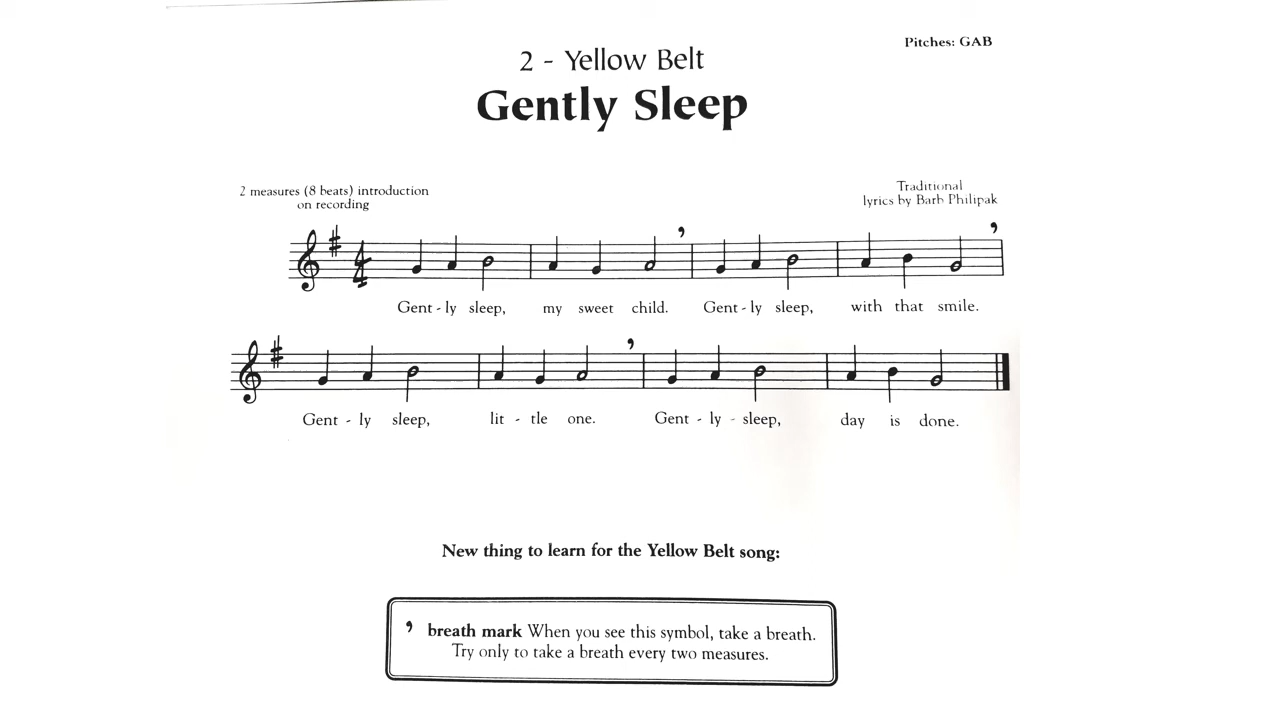 Pitches: GAB
2 - Yellow Belt
Gently Sleep
2 measures (8 beats) introduction
on recording
Traditional
lyrics by Barb Philipak
4
Gent - ly sleep, my sweet child. Gent - ly sleep, with that smile.
Gent - ly sleep, lit - tle one. Gent - ly - sleep, day is done.
New thing to learn for the Yellow Belt song:
, breath mark When you see this symbol, take a breath.
Try only to take a breath every two measures.